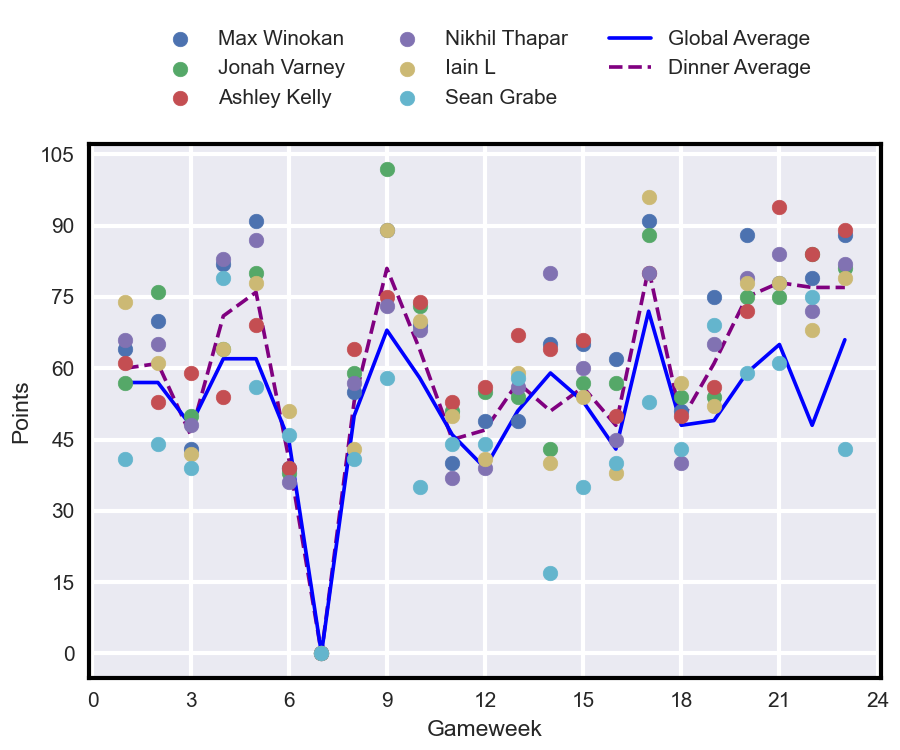 Max Winokan
Jonah Varney
Ashley Kelly
Nikhil Thapar
Iain L
Sean Grabe
Global Average
Dinner Average
Points
105
90
75
60
45
30
15
0
0 3 6 9 12 15 18 21 24
Gameweek